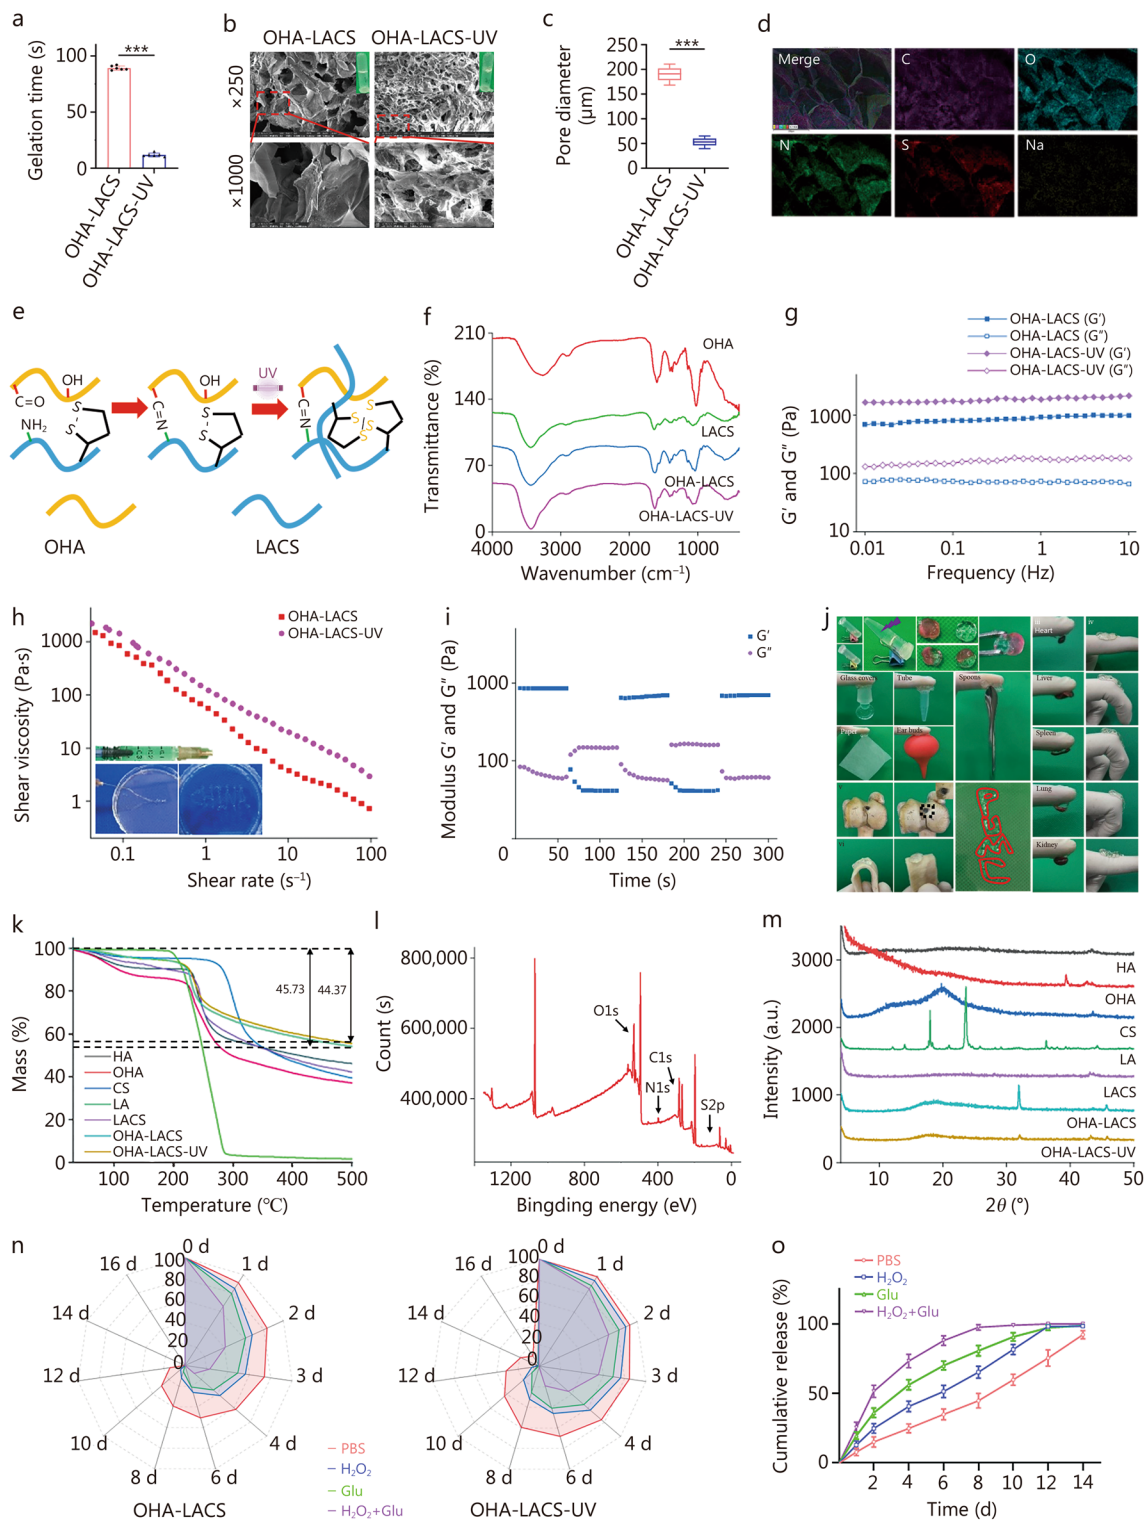 a
Gelation time (s)
100
50
0
***
OHA-LACS
OHA-LACS-UV
b
OHA-LACS OHA-LACS-UV
×250
×1000
c
Pore diameter
(μm)
250
200
150
100
50
0
***
OHA-LACS
OHA-LACS-UV
d
Merge
C
O
N
S
Na
e
OH
C=O
NH₂
S
S
OH
C=N
S
S
UV
C=N
S
S
S
S
OHA
LACS
f
Transmittance (%)
210
140
70
0
OHA
LACS
OHA-LACS
OHA-LACS-UV
4000 3000 2000 1000
Wavenumber (cm⁻¹)
g
OHA-LACS (G′)
OHA-LACS (G″)
OHA-LACS-UV (G′)
OHA-LACS-UV (G″)
G′ and G″ (Pa)
1000
100
10
0.01 0.1 1 10
Frequency (Hz)
h
OHA-LACS
OHA-LACS-UV
Shear viscosity (Pa·s)
1000
100
10
1
0.1 1 10 100
Shear rate (s⁻¹)
i
G′
G″
Modulus G′ and G″ (Pa)
1000
100
0 50 100 150 200 250 300
Time (s)
j
iii
iv
Heart
Glass covers
Tube
Spoons
Liver
Paper
Ear buds
Spleen
v
Lung
vi
Kidney
k
Mass (%)
100
80
60
40
20
0
45.73 44.37
HA
OHA
CS
LA
LACS
OHA-LACS
OHA-LACS-UV
100 200 300 400 500
Temperature (℃)
l
Count (s)
800,000
600,000
400,000
O1s
C1s
N1s
S2p
1200 1000 800 600 400 200 0
Bingding energy (eV)
m
Intensity (a.u.)
3000
2000
1000
0
HA
OHA
CS
LA
LACS
OHA-LACS
OHA-LACS-UV
10 20 30 40 50
2θ (°)
n
0 d
1 d
2 d
3 d
4 d
6 d
8 d
10 d
12 d
14 d
16 d
100
80
60
40
20
0
OHA-LACS
PBS
H₂O₂
Glu
H₂O₂+Glu
0 d
1 d
2 d
3 d
4 d
6 d
8 d
10 d
12 d
14 d
16 d
100
80
60
40
20
0
OHA-LACS-UV
o
PBS
H₂O₂
Glu
H₂O₂+Glu
Cumulative release (%)
100
50
0
2 4 6 8 10 12 14
Time (d)